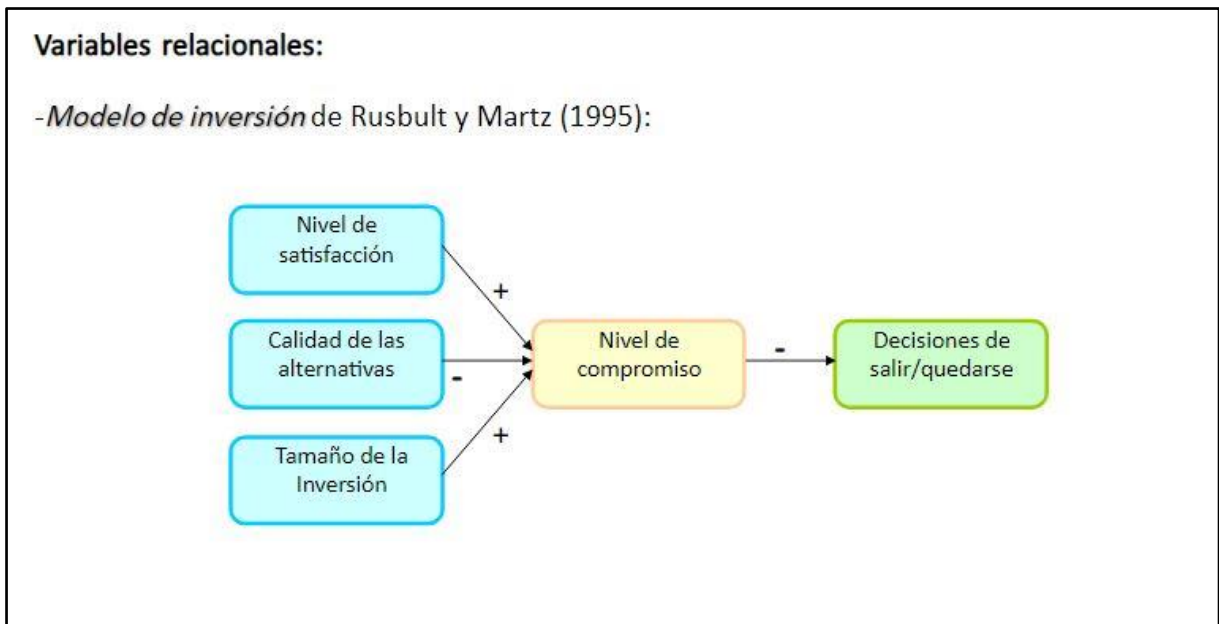 Variables relacionales:
-Modelo de inversión de Rusbult y Martz (1995):
Nivel de
satisfacción
+
Calidad de las
alternativas
-
Tamaño de la
Inversión
+
Nivel de
compromiso
-
Decisiones de
salir/quedarse